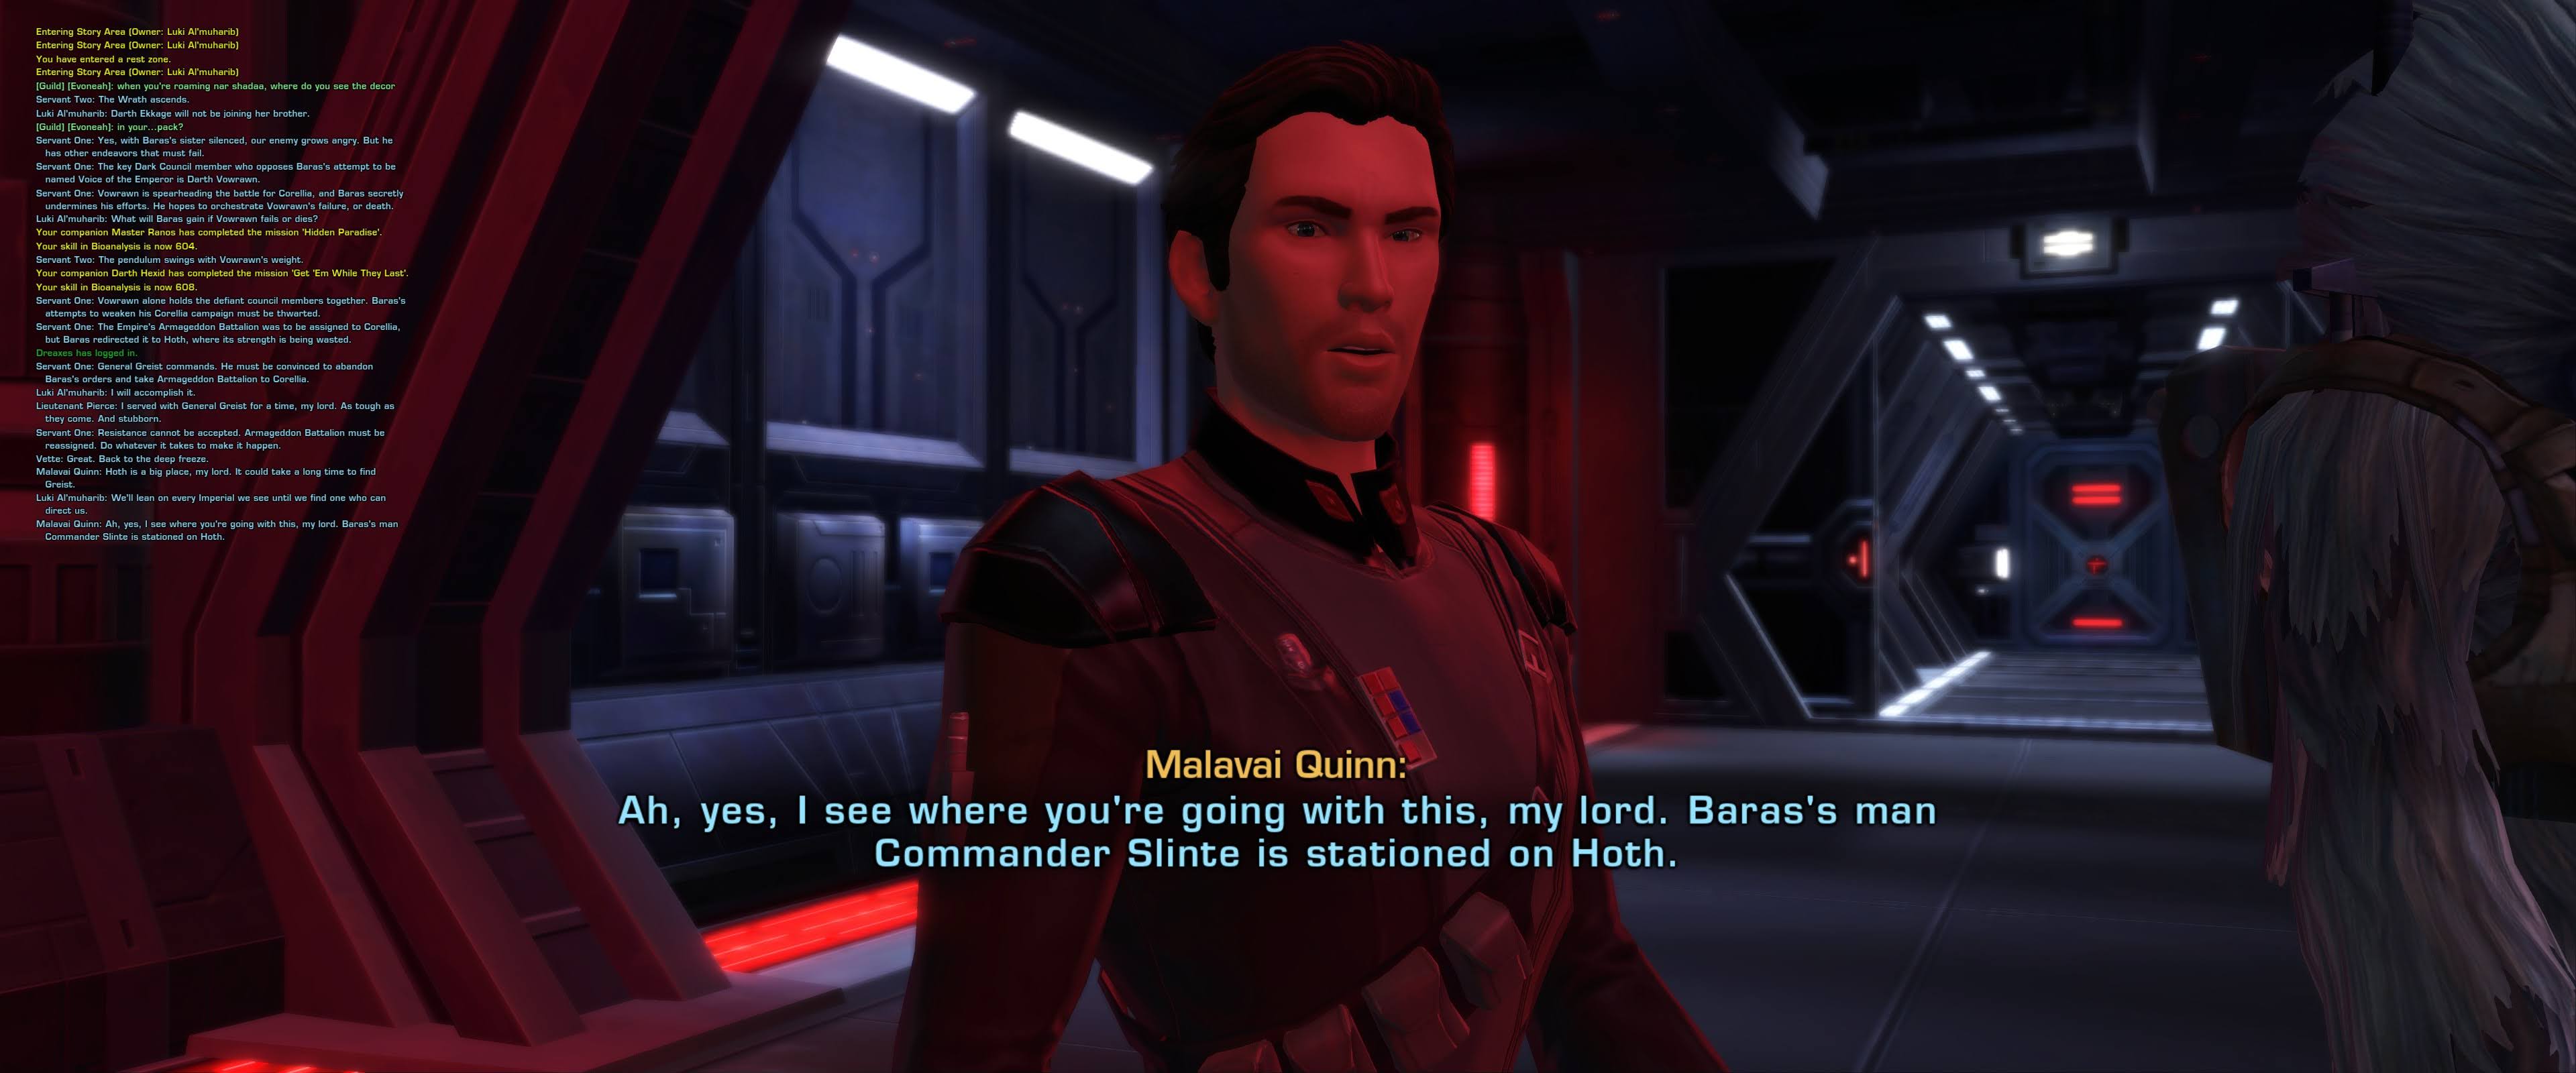 Entering Story Area (Owner: Luki Al'muharib)
Entering Story Area (Owner: Luki Al'muharib)
You have entered a rest zone.
Entering Story Area (Owner: Luki Al'muharib)
[Guild] [Evoneah]: when you're roaming nar shadaa, where do you see the decor
Servant Two: The Wrath ascends.
Luki Al'muharib: Darth Ekkage will not be joining her brother.
[Guild] [Evoneah]: in your...pack?
Servant One: Yes, with Baras's sister silenced, our enemy grows angry. But he
has other endeavors that must fail.
Servant One: The key Dark Council member who opposes Baras's attempt to be
named Voice of the Emperor is Darth Vowrawn.
Servant One: Vowrawn is spearheading the battle for Corellia, and Baras secretly
undermines his efforts. He hopes to orchestrate Vowrawn's failure, or death.
Luki Al'muharib: What will Baras gain if Vowrawn fails or dies?
Your companion Master Ranos has completed the mission 'Hidden Paradise'.
Your skill in Bioanalysis is now 604.
Servant Two: The pendulum swings with Vowrawn's weight.
Your companion Darth Hexid has completed the mission 'Get 'Em While They Last'.
Your skill in Bioanalysis is now 608.
Servant One: Vowrawn alone holds the defiant council members together. Baras's
attempts to weaken his Corellia campaign must be thwarted.
Servant One: The Empire's Armageddon Battalion was to be assigned to Corellia,
but Baras redirected it to Hoth, where its strength is being wasted.
Dreaxes has logged in.
Servant One: General Greist commands. He must be convinced to abandon
Baras's orders and take Armageddon Battalion to Corellia.
Luki Al'muharib: I will accomplish it.
Lieutenant Pierce: I served with General Greist for a time, my lord. As tough as
they come. And stubborn.
Servant One: Resistance cannot be accepted. Armageddon Battalion must be
reassigned. Do whatever it takes to make it happen.
Vette: Great. Back to the deep freeze.
Malavai Quinn: Hoth is a big place, my lord. It could take a long time to find
Greist.
Luki Al'muharib: We'll lean on every Imperial we see until we find one who can
direct us.
Malavai Quinn: Ah, yes, I see where you're going with this, my lord. Baras's man
Commander Slinte is stationed on Hoth.
Malavai Quinn:
Ah, yes, I see where you're going with this, my lord. Baras's man
Commander Slinte is stationed on Hoth.